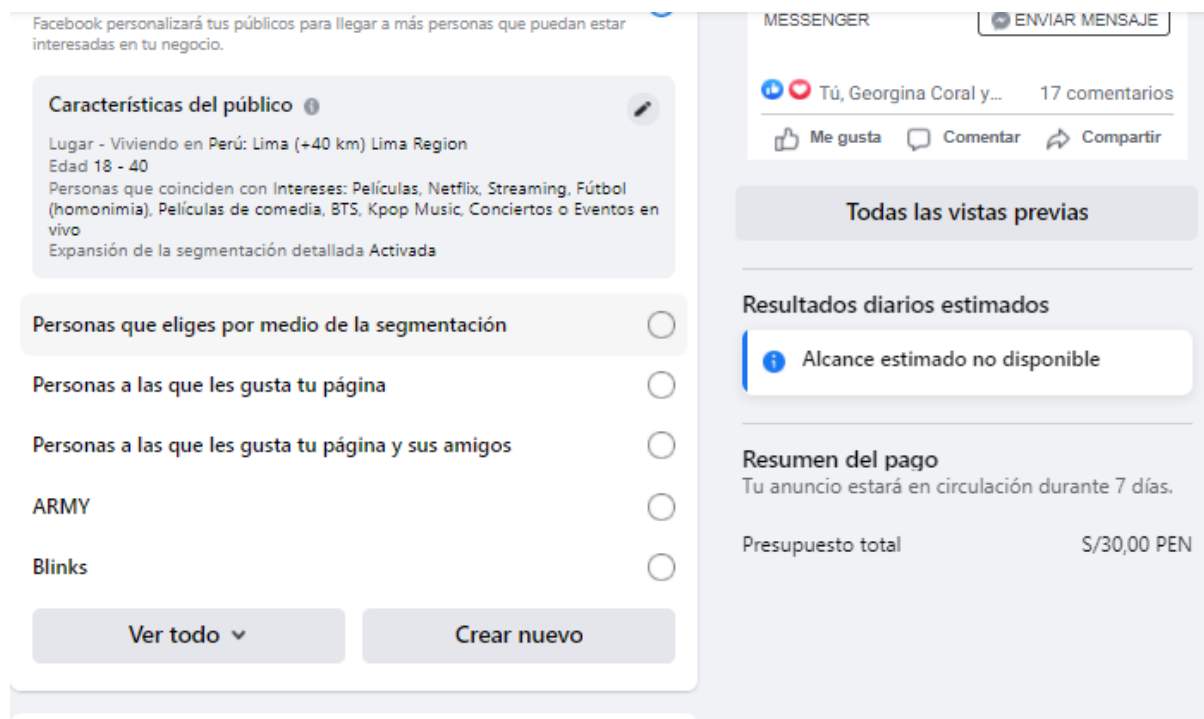 Facebook personalizará tus públicos para llegar a más personas que puedan estar
interesadas en tu negocio.
Características del público
Lugar - Viviendo en Perú: Lima (+40 km) Lima Region
Edad 18 - 40
Personas que coinciden con Intereses: Películas, Netflix, Streaming, Fútbol
(homonimia), Películas de comedia, BTS, Kpop Music, Conciertos o Eventos en
vivo
Expansión de la segmentación detallada Activada
Personas que eliges por medio de la segmentación
Personas a las que les gusta tu página
Personas a las que les gusta tu página y sus amigos
ARMY
Blinks
Ver todo
Crear nuevo
MESSENGER
ENVIAR MENSAJE
Tú, Georgina Coral y...
17 comentarios
Me gusta
Comentar
Compartir
Todas las vistas previas
Resultados diarios estimados
Alcance estimado no disponible
Resumen del pago
Tu anuncio estará en circulación durante 7 días.
Presupuesto total
S/30,00 PEN